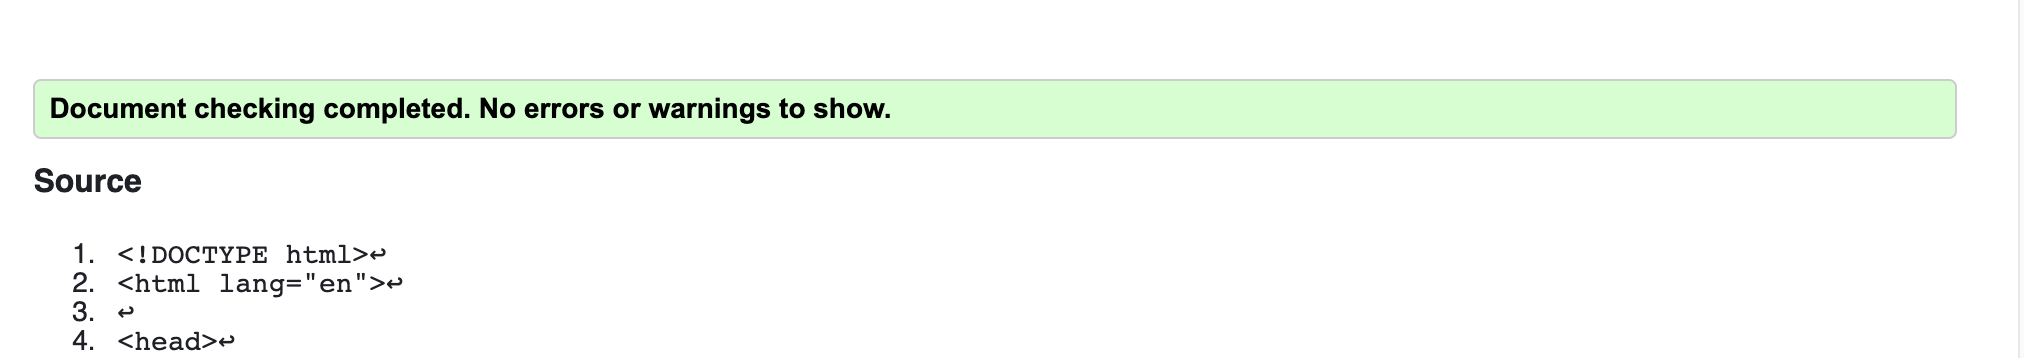 Document checking completed. No errors or warnings to show.
Source
1. <!DOCTYPE html>↩
2. <html lang="en">↩
3. ↩
4. <head>↩